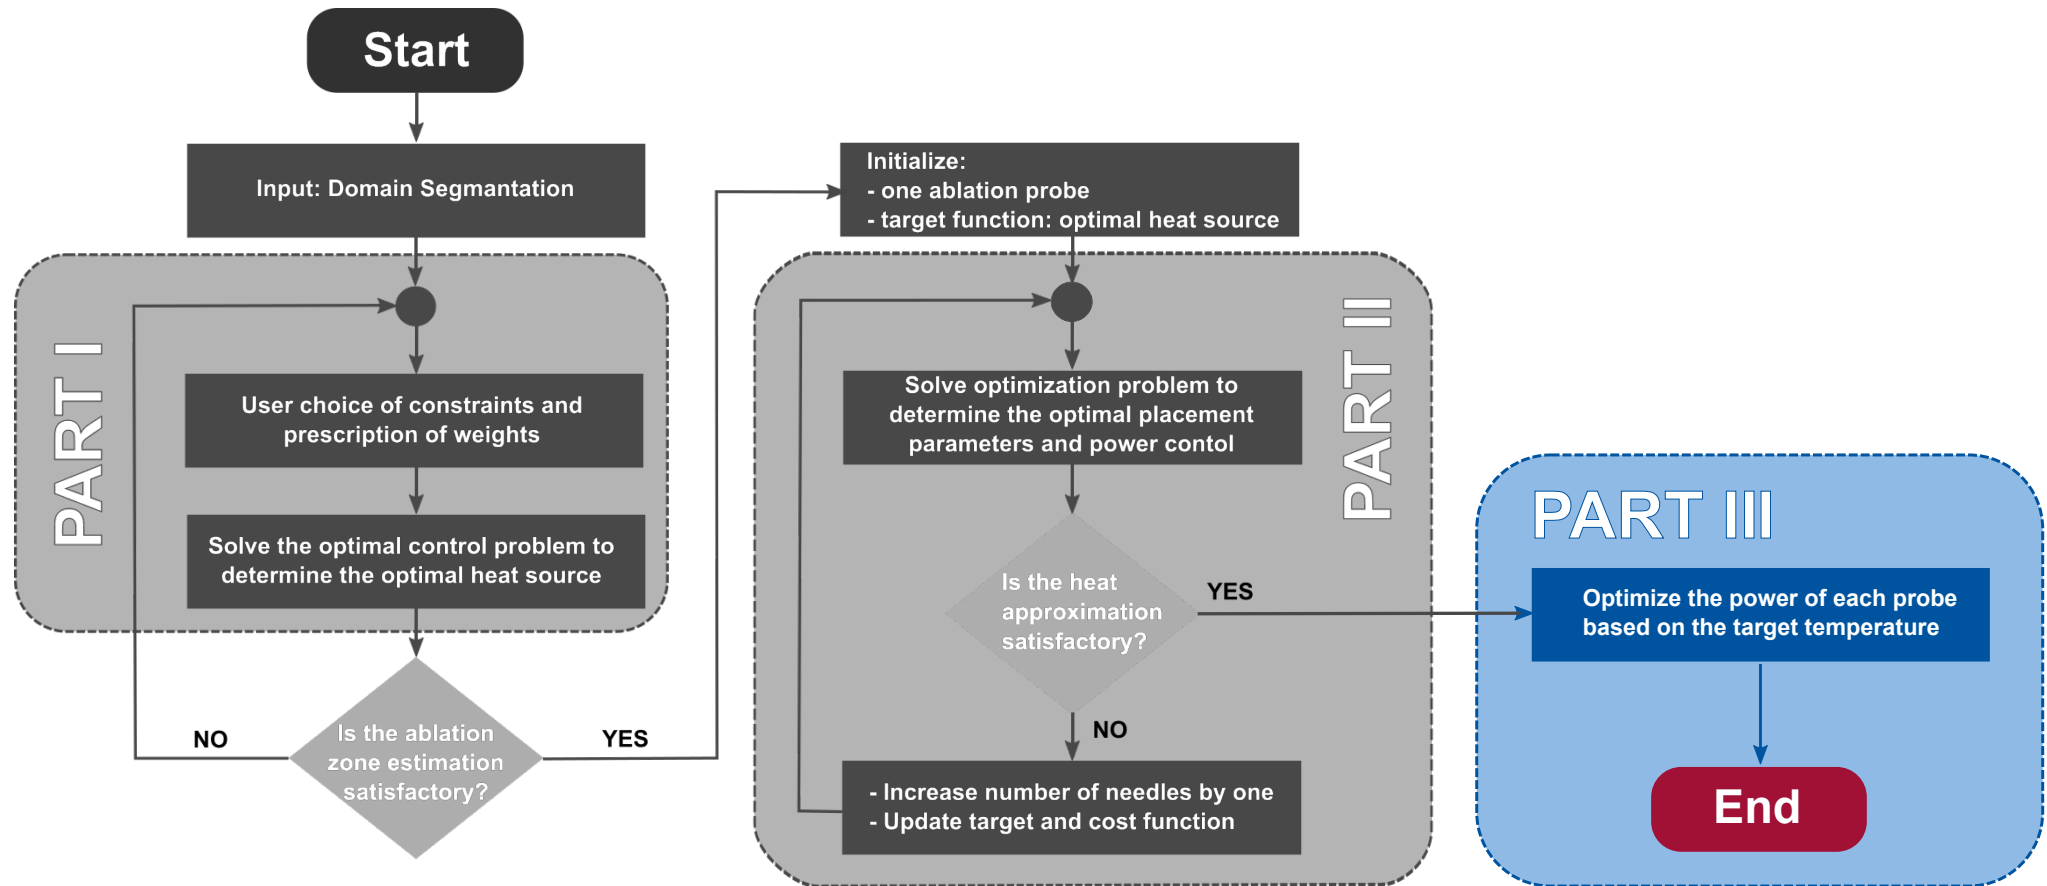 Start
Input: Domain Segmantation
PART I
User choice of constraints and
prescription of weights
Solve the optimal control problem to
determine the optimal heat source
Is the ablation
zone estimation
satisfactory?
NO
YES
Initialize:
- one ablation probe
- target function: optimal heat source
PART II
Solve optimization problem to
determine the optimal placement
parameters and power contol
Is the heat
approximation
satisfactory?
YES
NO
- Increase number of needles by one
- Update target and cost function
PART III
Optimize the power of each probe
based on the target temperature
End